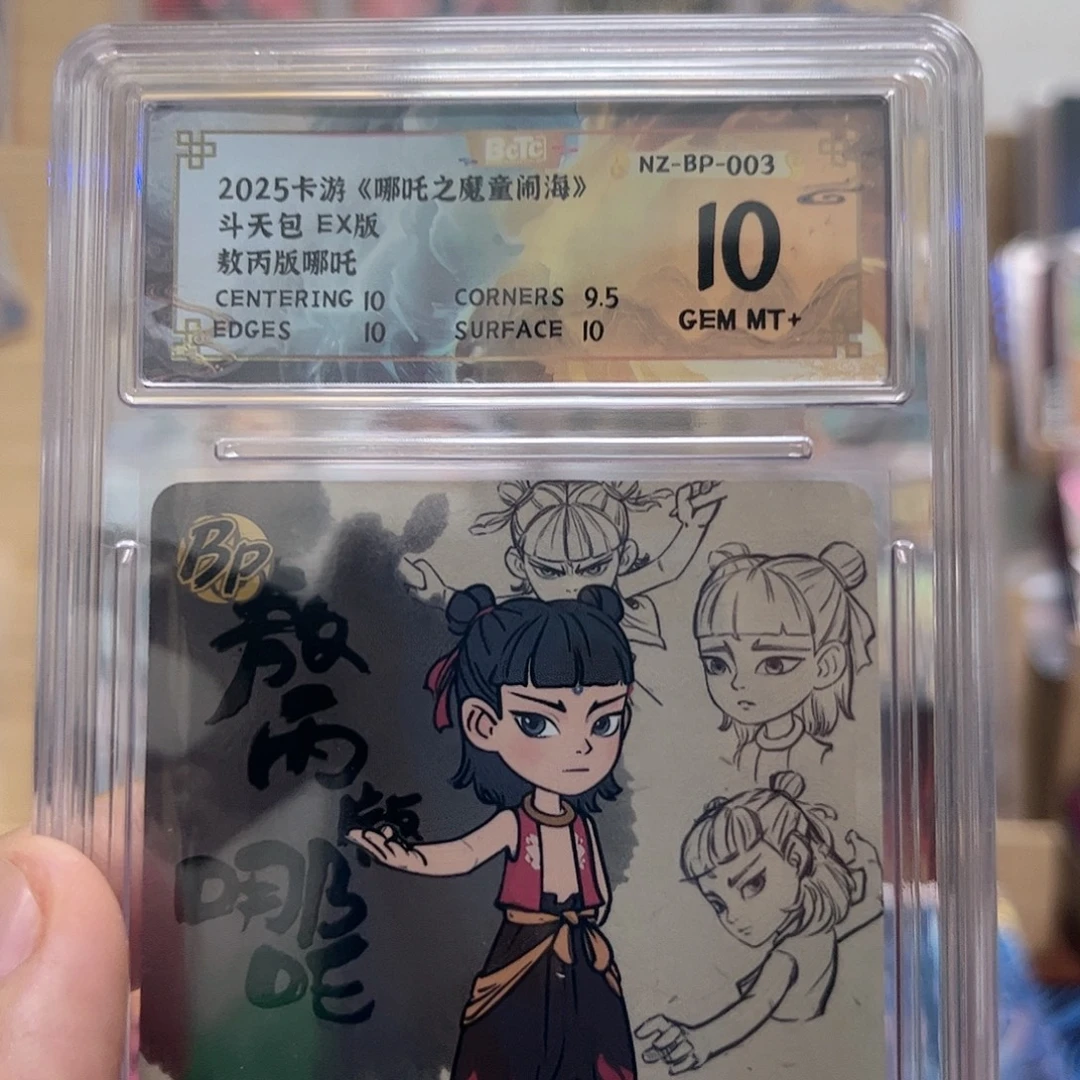 BCTC
NZ-BP-003
2025卡游《哪吒之魔童闹海》
斗天包 EX版
敖丙版哪吒
10
CENTERING 10 CORNERS 9.5
EDGES 10 SURFACE 10
GEM MT+
BP
敖丙版
哪吒